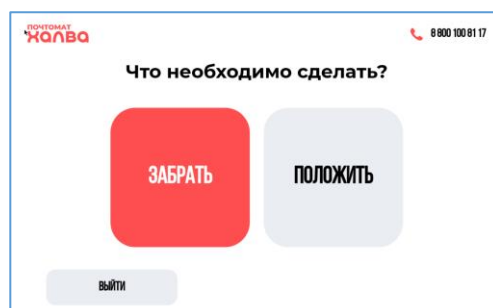 ПОЧТОМАТ
ХАЛВА
8 800 100 81 17
Что необходимо сделать?
ЗАБРАТЬ
ПОЛОЖИТЬ
ВЫЙТИ